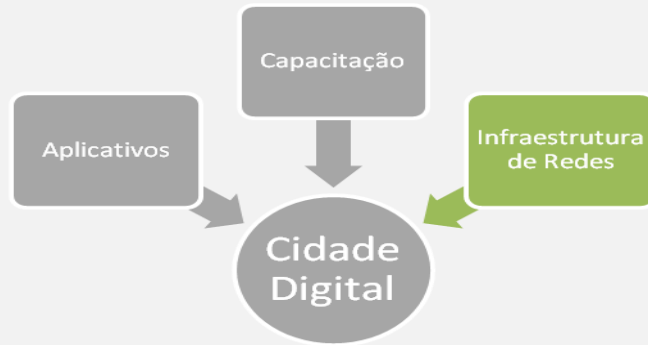 Capacitação
Aplicativos
Infraestrutura
de Redes
Cidade
Digital